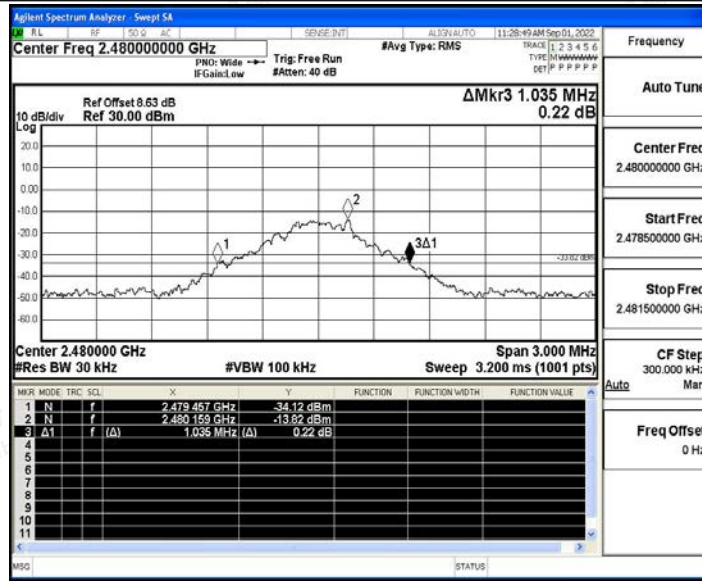 Agilent Spectrum Analyzer - Swept SA
RL RF 50 Ω AC SENSE:INT ALIGN AUTO 11:28:49 AM Sep 01, 2022
Center Freq 2.480000000 GHz
PNO: Wide
IFGain:Low
Trig: Free Run
#Atten: 40 dB
#Avg Type: RMS
TRACE 1 2 3 4 5 6
TYPE M
DET P P P P P P
Ref Offset 8.63 dB
10 dB/div Ref 30.00 dBm
ΔMkr3 1.035 MHz
0.22 dB
Log
20.0
10.0
0.00
-10.0
-20.0
-30.0
-40.0
-50.0
-60.0
1
2
3Δ1
-33.82 dBm
Center 2.480000 GHz Span 3.000 MHz
#Res BW 30 kHz #VBW 100 kHz Sweep 3.200 ms (1001 pts)
MKR MODE TRC SCL X Y FUNCTION FUNCTION WIDTH FUNCTION VALUE
1 N f 2.479 457 GHz -34.12 dBm
2 N f 2.480 159 GHz -13.82 dBm
3 Δ1 f (Δ) 1.035 MHz (Δ) 0.22 dB
4
5
6
7
8
9
10
11
MSG STATUS
Frequency
Auto Tune
Center Freq
2.480000000 GHz
Start Freq
2.478500000 GHz
Stop Freq
2.481500000 GHz
CF Step
300.000 kHz
Auto Man
Freq Offset
0 Hz